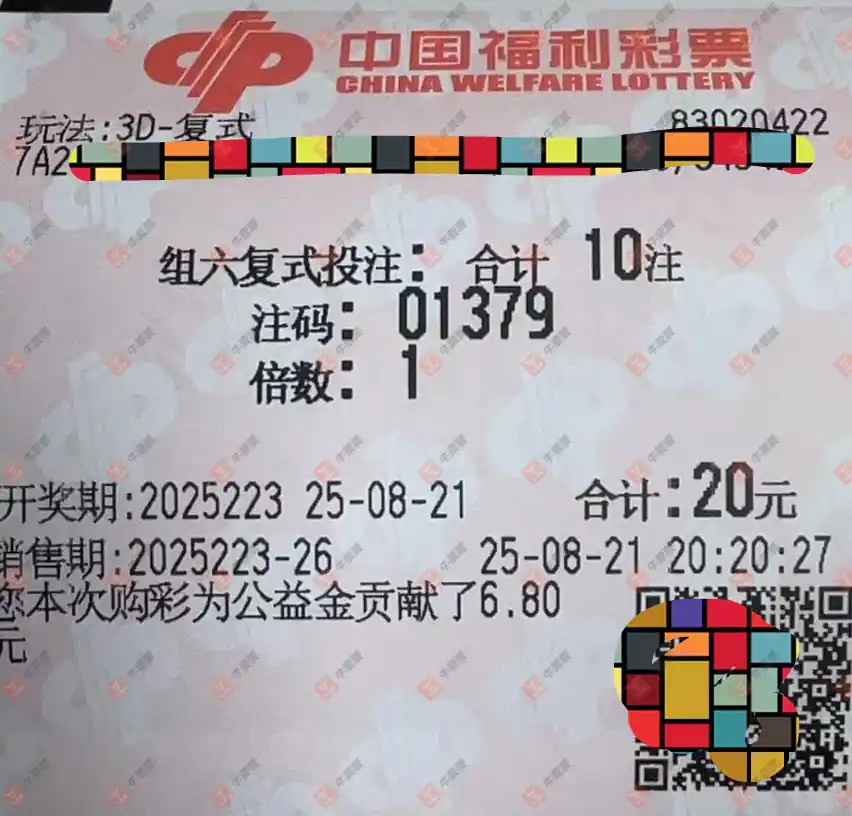 中国福利彩票
CHINA WELFARE LOTTERY
玩法:3D-复式 83020422
7A2
组六复式投注: 合计 10注
注码: 01379
倍数: 1
开奖期:2025223 25-08-21 合计:20元
销售期:2025223-26 25-08-21 20:20:27
您本次购彩为公益金贡献了6.80
元